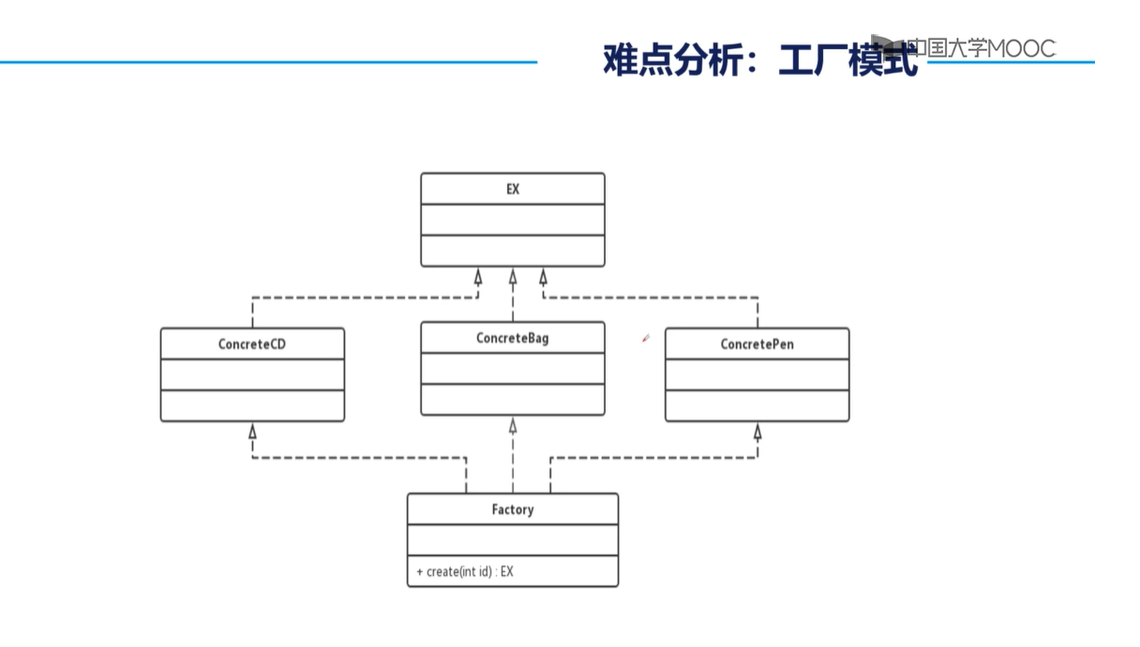 难点分析：工厂模式
中国大学MOOC
EX
ConcreteCD
ConcreteBag
ConcretePen
Factory
+ create(int id) : EX